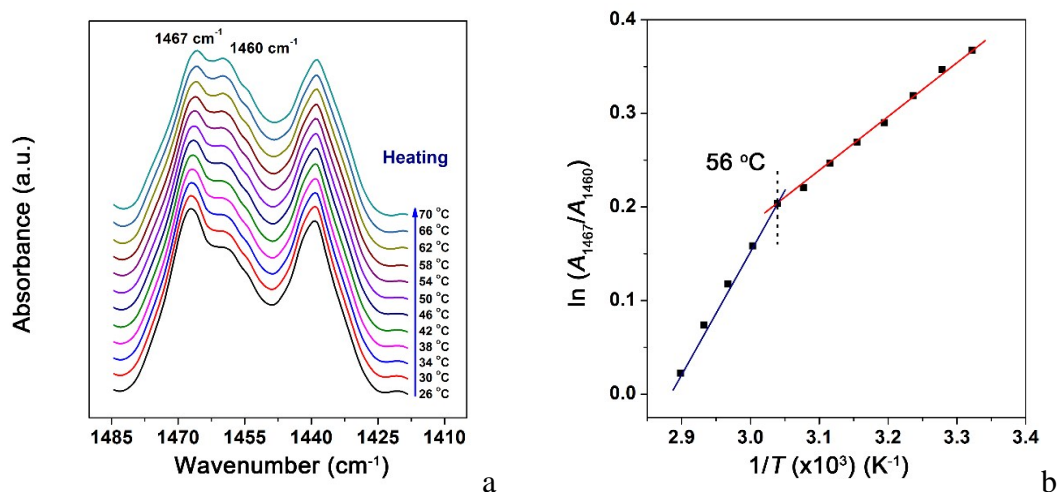 1467 cm⁻¹
1460 cm⁻¹
Heating
70 °C
66 °C
62 °C
58 °C
54 °C
50 °C
46 °C
42 °C
38 °C
34 °C
30 °C
26 °C
Absorbance (a.u.)
1485 1467 1455 1440 1420 1410
Wavenumber (cm⁻¹)
a
0.4
0.3
0.2
0.1
0.0
ln (A₁₄₆₇/A₁₄₆₀)
56 °C
2.9 3.0 3.1 3.2 3.3 3.4
1/T (x10³) (K⁻¹)
b